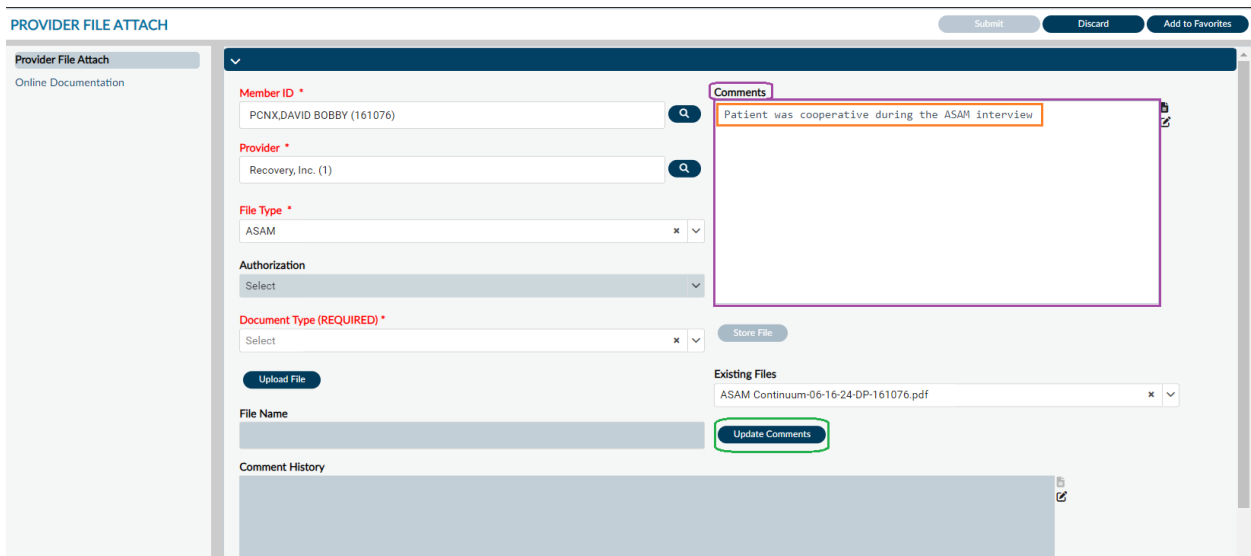 PROVIDER FILE ATTACH
Submit
Discard
Add to Favorites
Provider File Attach
Online Documentation
Member ID *
PCNX,DAVID BOBBY (161076)
Provider *
Recovery, Inc. (1)
File Type *
ASAM
Authorization
Select
Document Type (REQUIRED) *
Select
Upload File
File Name
Comments
Patient was cooperative during the ASAM interview
Store File
Existing Files
ASAM Continuum-06-16-24-DP-161076.pdf
Update Comments
Comment History